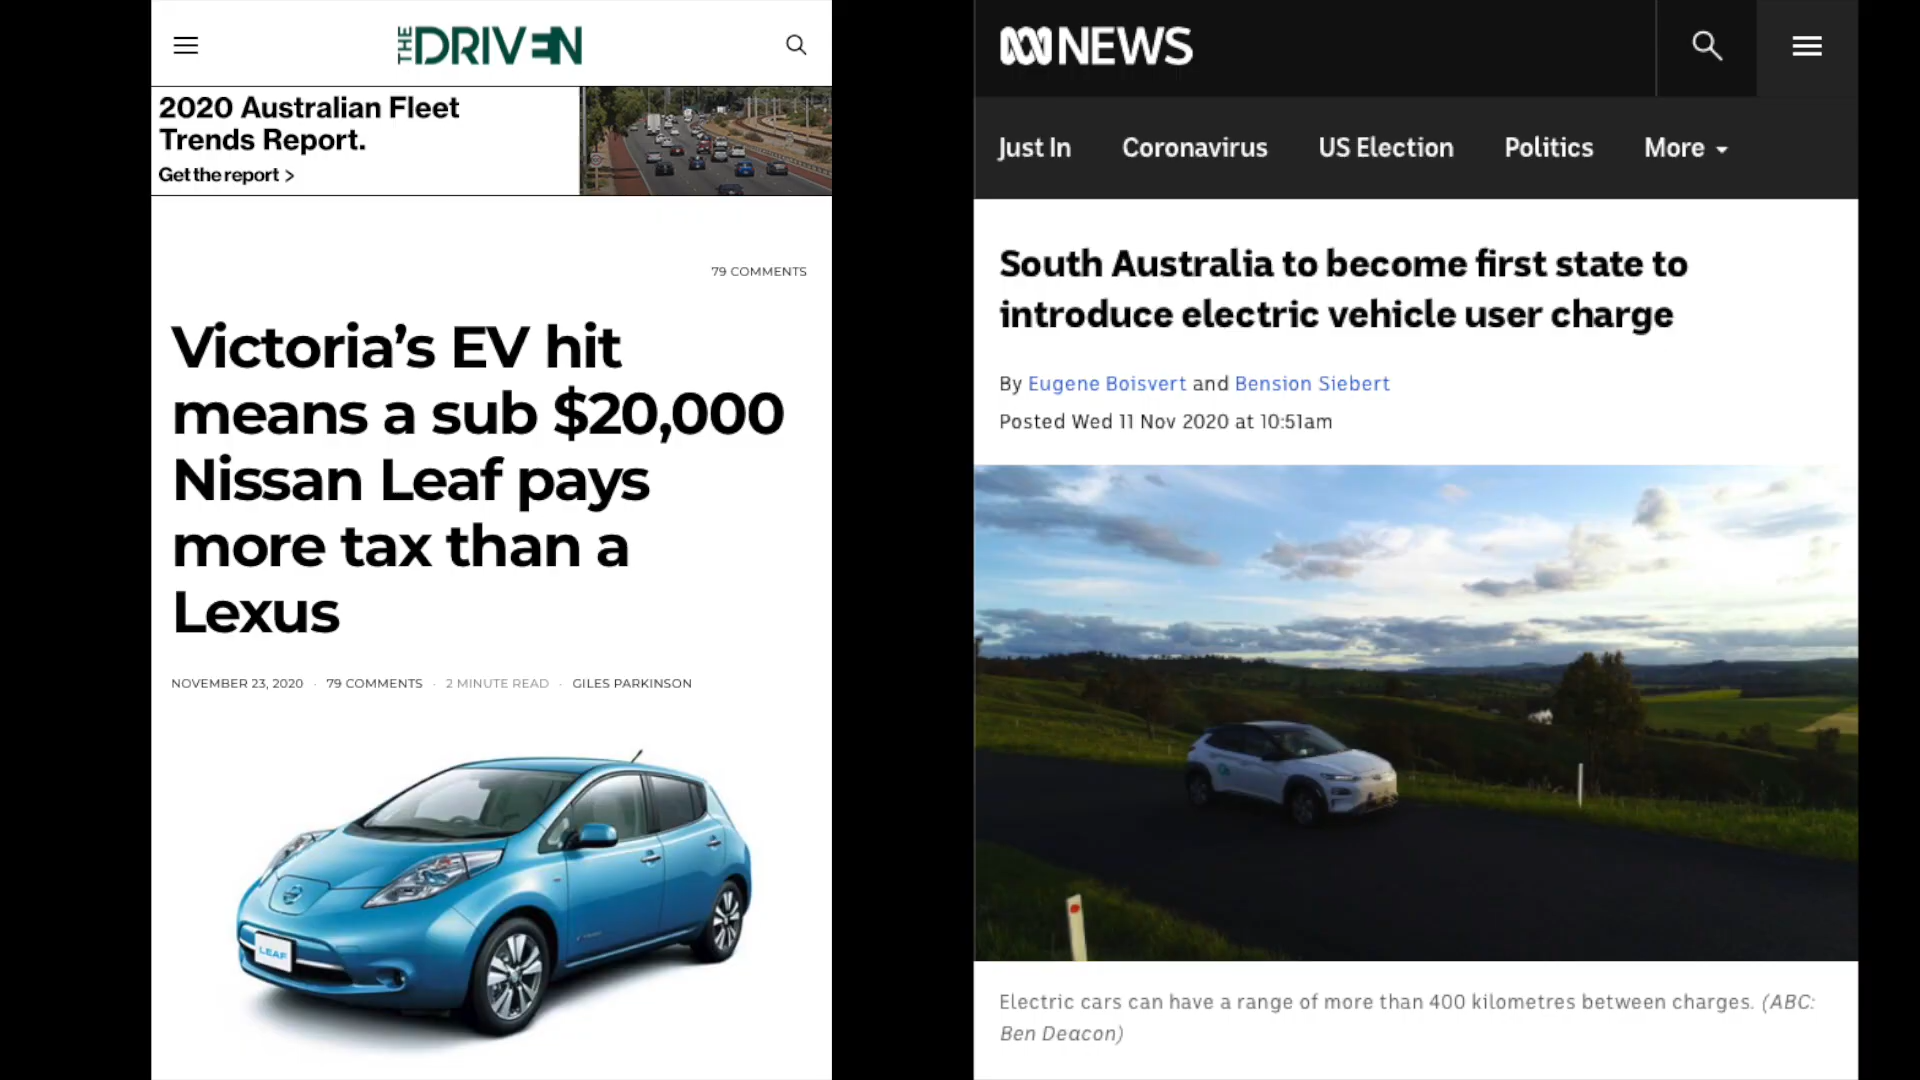 THE DRIVEN
2020 Australian Fleet
Trends Report.
Get the report >
79 COMMENTS
Victoria’s EV hit
means a sub $20,000
Nissan Leaf pays
more tax than a
Lexus
NOVEMBER 23, 2020 · 79 COMMENTS · 2 MINUTE READ · GILES PARKINSON
LEAF
NEWS
Just In Coronavirus US Election Politics More
South Australia to become first state to
introduce electric vehicle user charge
By Eugene Boisvert and Bension Siebert
Posted Wed 11 Nov 2020 at 10:51am
Electric cars can have a range of more than 400 kilometres between charges. (ABC:
Ben Deacon)